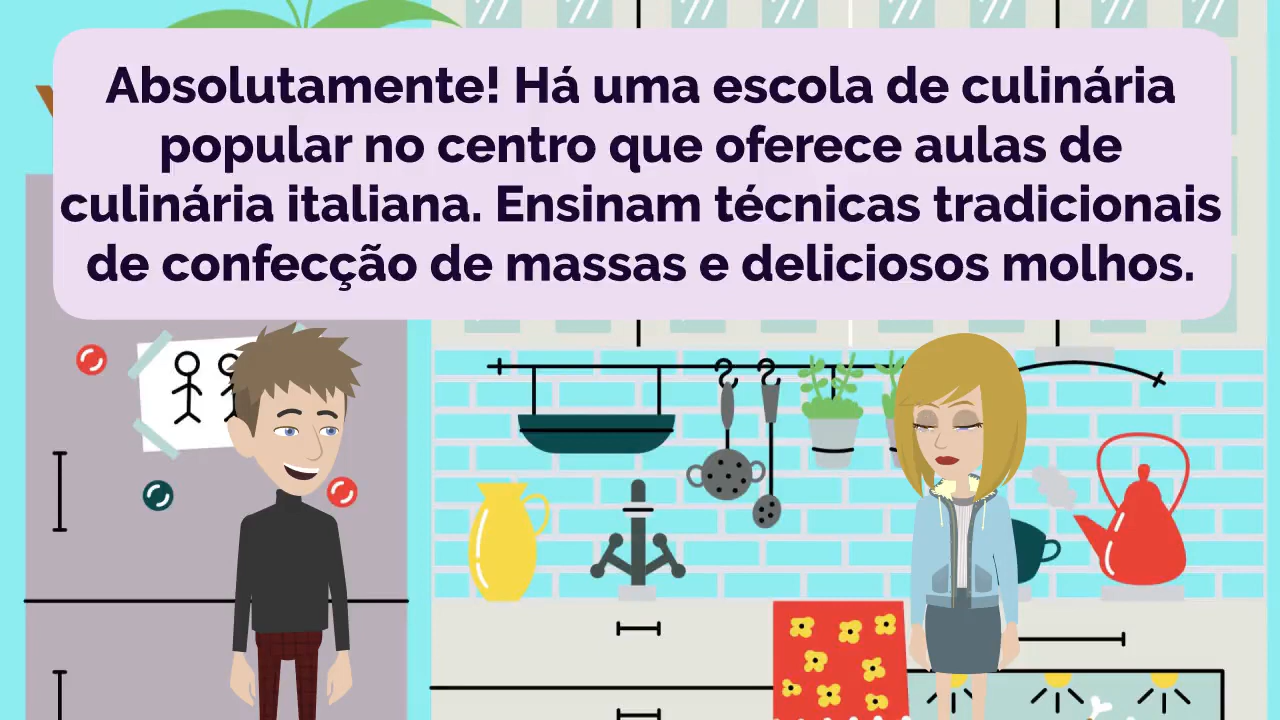 Absolutamente! Há uma escola de culinária
popular no centro que oferece aulas de
culinária italiana. Ensinam técnicas tradicionais
de confecção de massas e deliciosos molhos.